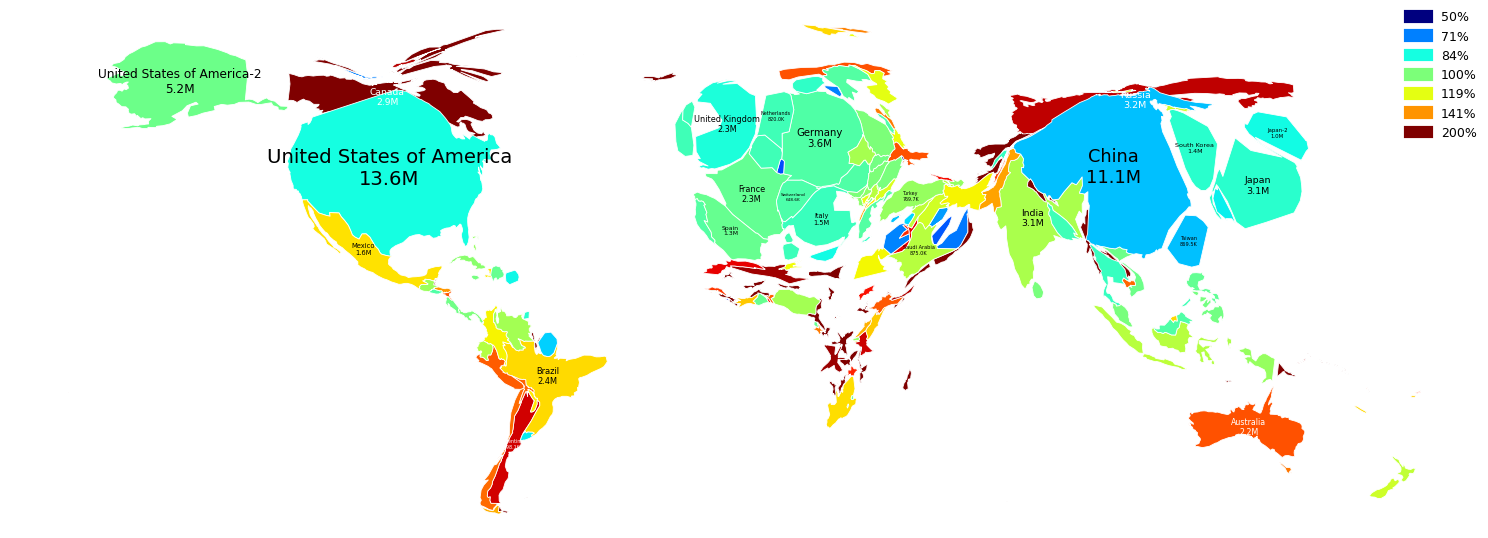 50%
71%
84%
100%
119%
141%
200%
United States of America-2
5.2M
Canada
2.9M
United States of America
13.6M
Mexico
1.6M
Brazil
2.4M
United Kingdom
2.3M
Netherlands
820.0K
Germany
3.6M
France
2.3M
Switzerland
Spain
1.3M
Italy
1.5M
Turkey
769.7K
Saudi Arabia
875.0K
Russia
3.2M
China
11.1M
India
3.1M
South Korea
1.4M
Japan-2
1.0M
Japan
3.1M
Taiwan
Australia
2.2M